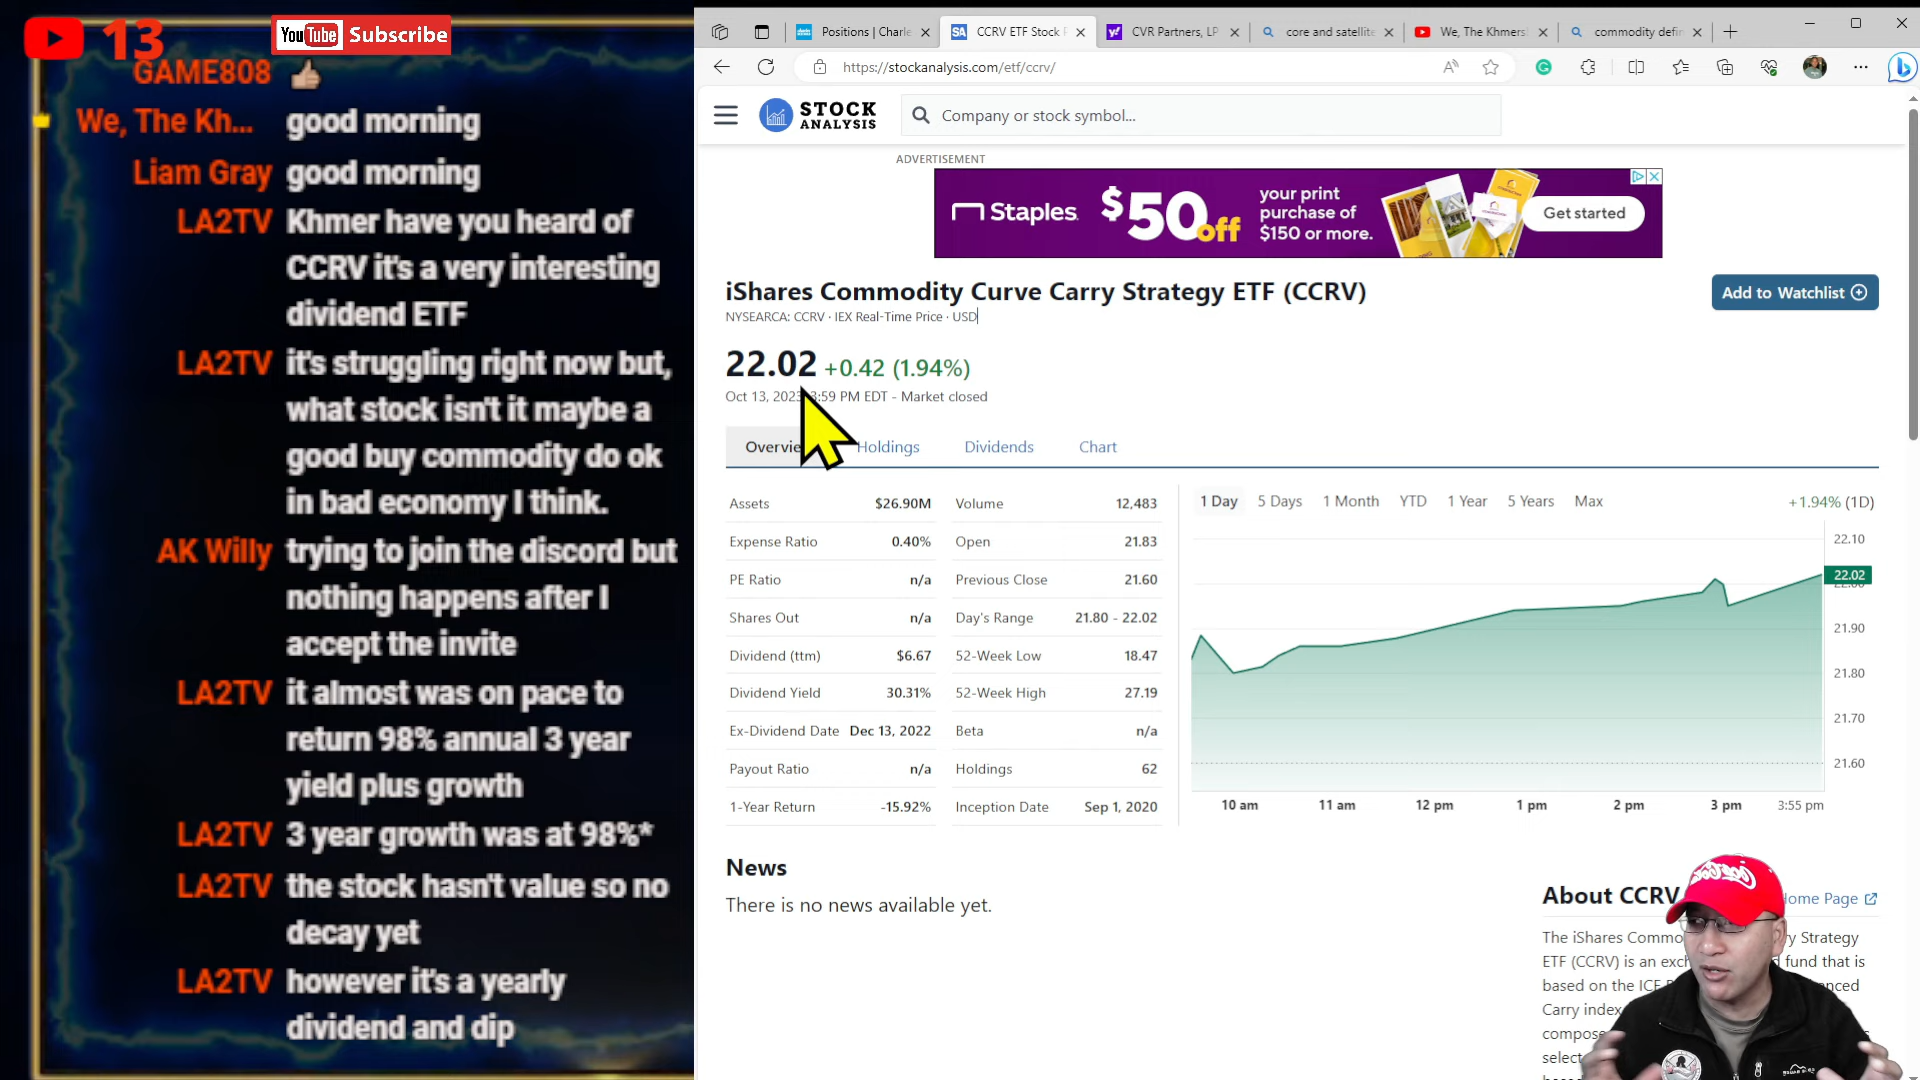 13
YouTube Subscribe
GAME808
We, The Kh... good morning
Liam Gray good morning
LA2TV Khmer have you heard of
CCRV it's a very interesting
dividend ETF
LA2TV it's struggling right now but,
what stock isn't it maybe a
good buy commodity do ok
in bad economy I think.
AK Willy trying to join the discord but
nothing happens after I
accept the invite
LA2TV it almost was on pace to
return 98% annual 3 year
yield plus growth
LA2TV 3 year growth was at 98%*
LA2TV the stock hasn't value so no
decay yet
LA2TV however it's a yearly
dividend and dip
Positions | Charle
CCRV ETF Stock
CVR Partners, LP
core and satellite
We, The Khmers
commodity defi
https://stockanalysis.com/etf/ccrv/
STOCK
ANALYSIS
Company or stock symbol...
ADVERTISEMENT
Staples $50 off
your print
purchase of
$150 or more.
Get started
iShares Commodity Curve Carry Strategy ETF (CCRV)
NYSEARCA: CCRV · IEX Real-Time Price · USD
Add to Watchlist
22.02 +0.42 (1.94%)
Oct 13, 2023 3:59 PM EDT - Market closed
Overvie Holdings Dividends Chart
Assets $26.90M Volume 12,483
Expense Ratio 0.40% Open 21.83
PE Ratio n/a Previous Close 21.60
Shares Out n/a Day's Range 21.80 - 22.02
Dividend (ttm) $6.67 52-Week Low 18.47
Dividend Yield 30.31% 52-Week High 27.19
Ex-Dividend Date Dec 13, 2022 Beta n/a
Payout Ratio n/a Holdings 62
1-Year Return -15.92% Inception Date Sep 1, 2020
1 Day 5 Days 1 Month YTD 1 Year 5 Years Max +1.94% (1D)
22.10
22.02
21.90
21.80
21.70
21.60
10 am 11 am 12 pm 1 pm 2 pm 3 pm 3:55 pm
News
There is no news available yet.
About CCRV
ome Page
The iShares Commo ry Strategy
ETF (CCRV) is an exch fund that is
based on the ICE nced
Carry index
compose
select